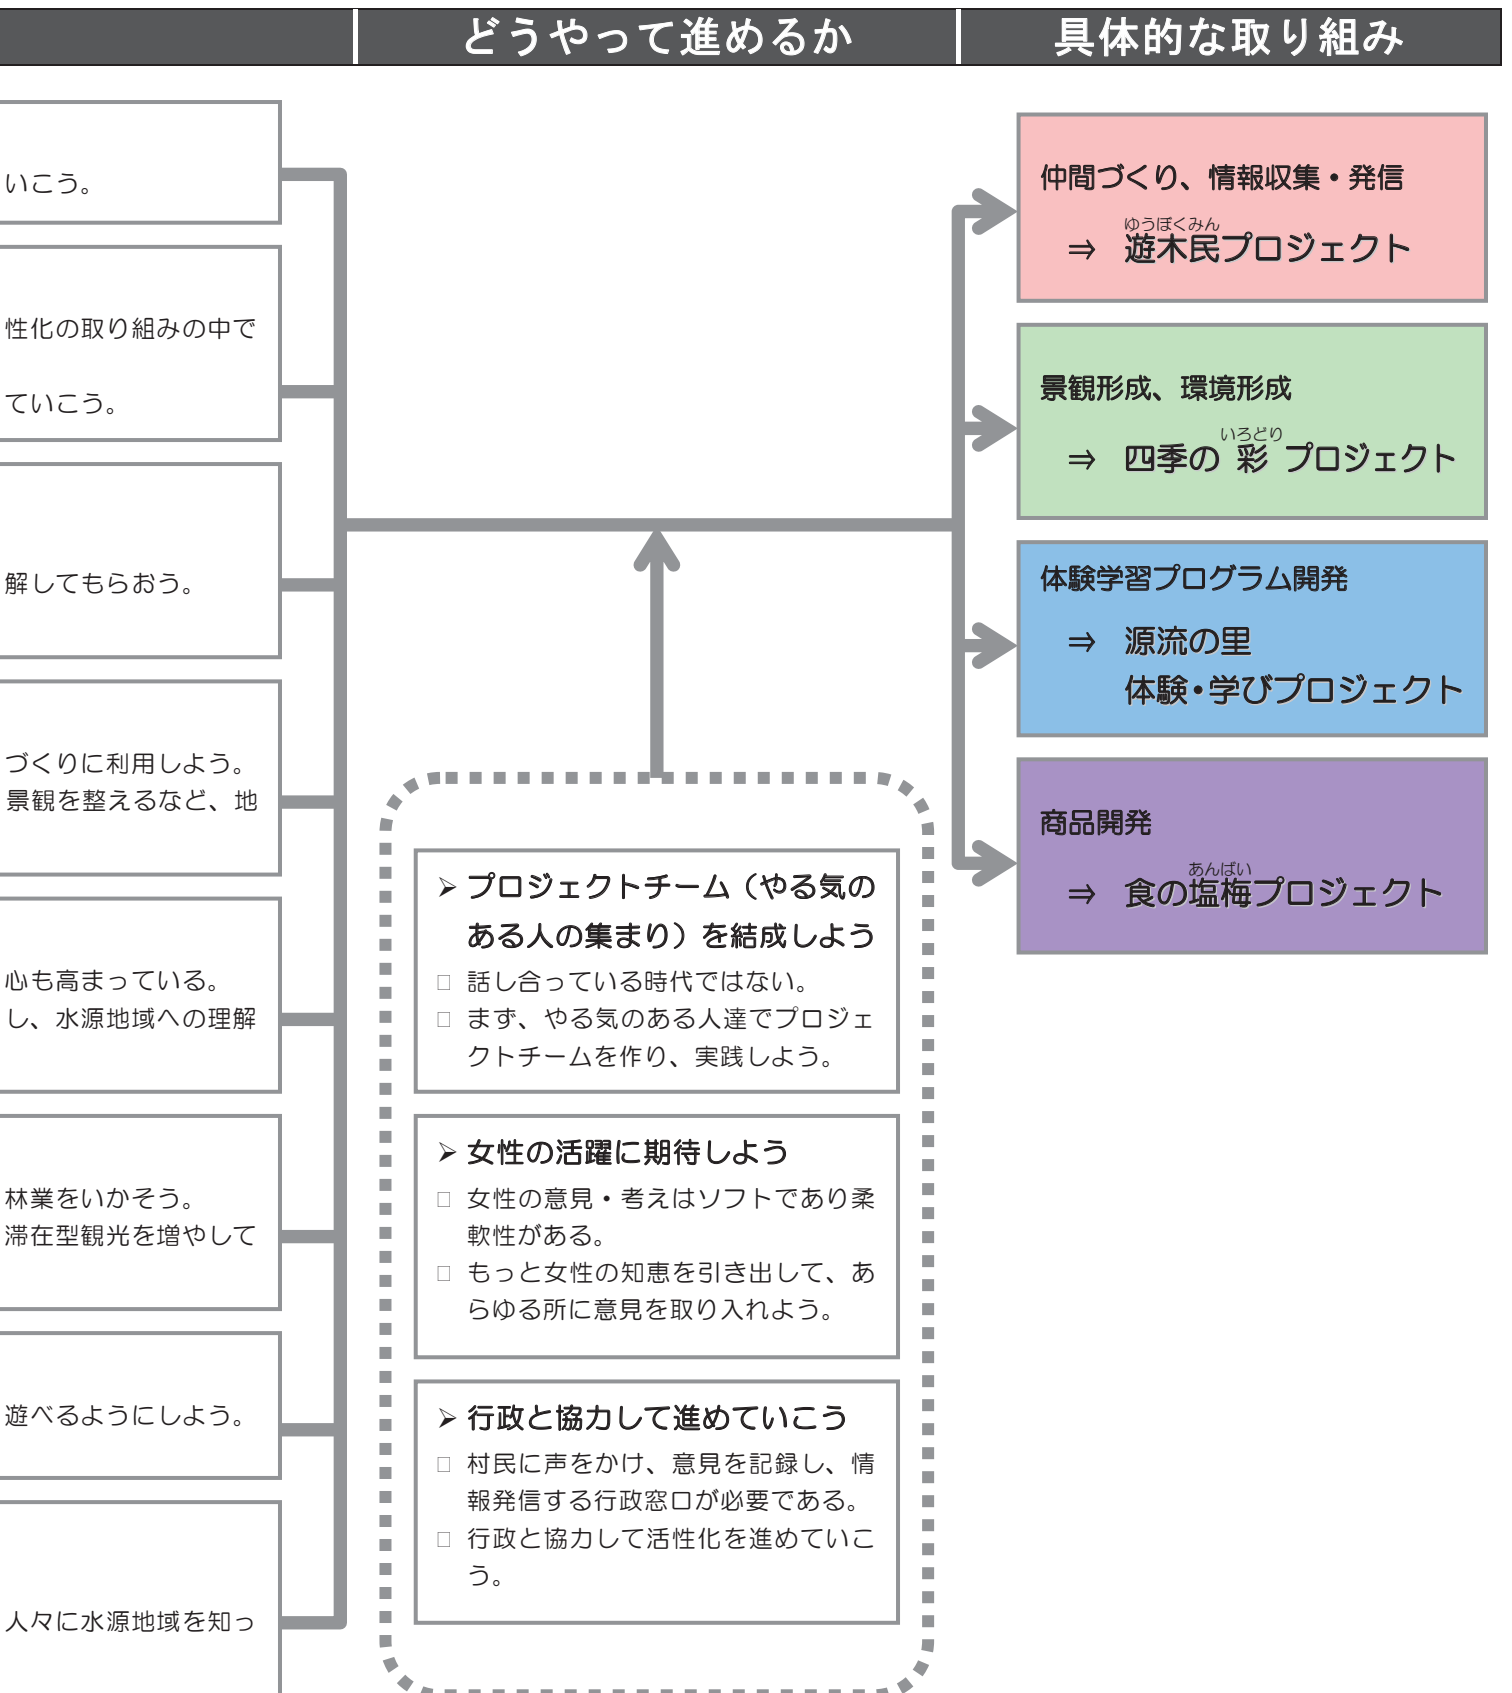 どうやって進めるか
具体的な取り組み
いこう。
性化の取り組みの中で
ていこう。
解してもらおう。
づくりに利用しよう。
景観を整えるなど、地
心も高まっている。
し、水源地域への理解
林業をいかそう。
滞在型観光を増やして
遊べるようにしよう。
人々に水源地域を知っ
➢ プロジェクトチーム（やる気の
ある人の集まり）を結成しよう
□ 話し合っている時代ではない。
□ まず、やる気のある人達でプロジェ
クトチームを作り、実践しよう。
➢ 女性の活躍に期待しよう
□ 女性の意見・考えはソフトであり柔
軟性がある。
□ もっと女性の知恵を引き出して、あ
らゆる所に意見を取り入れよう。
➢ 行政と協力して進めていこう
□ 村民に声をかけ、意見を記録し、情
報発信する行政窓口が必要である。
□ 行政と協力して活性化を進めていこ
う。
仲間づくり、情報収集・発信
ゆうぼくみん
⇒ 遊木民プロジェクト
景観形成、環境形成
いろどり
⇒ 四季の彩プロジェクト
体験学習プログラム開発
⇒ 源流の里
体験・学びプロジェクト
商品開発
あんばい
⇒ 食の塩梅プロジェクト